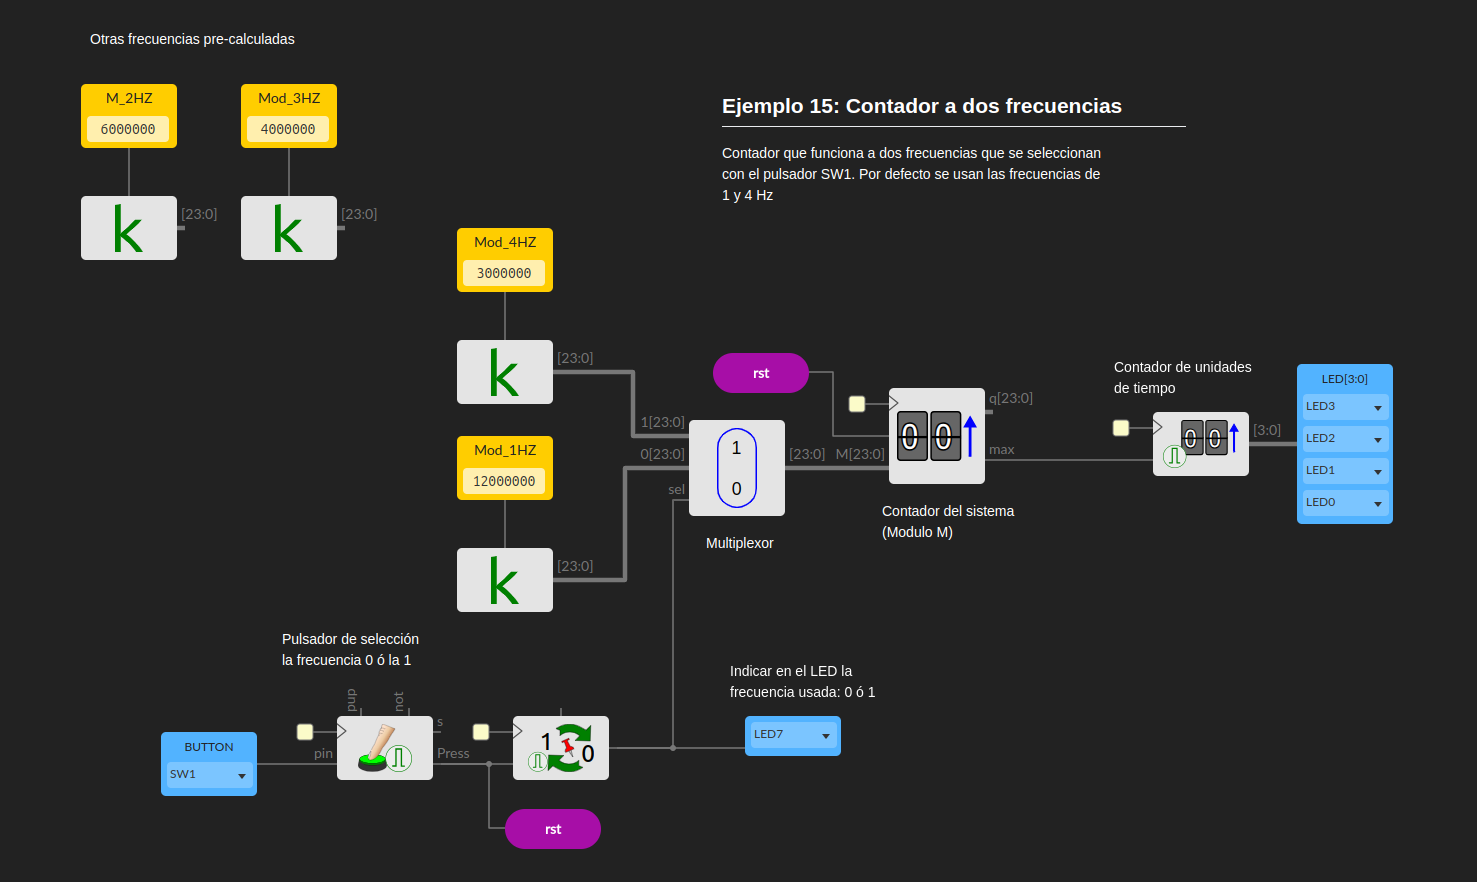 Otras frecuencias pre-calculadas
M_2HZ
6000000
k
[23:0]
Mod_3HZ
4000000
k
[23:0]
Ejemplo 15: Contador a dos frecuencias
Contador que funciona a dos frecuencias que se seleccionan
con el pulsador SW1. Por defecto se usan las frecuencias de
1 y 4 Hz
Mod_4HZ
3000000
k
[23:0]
Mod_1HZ
12000000
k
[23:0]
1[23:0]
0[23:0]
sel
1
0
[23:0]
Multiplexor
rst
M[23:0]
0 0
q[23:0]
max
Contador del sistema
(Modulo M)
Contador de unidades
de tiempo
0 0
[3:0]
LED[3:0]
LED3
LED2
LED1
LED0
Pulsador de selección
la frecuencia 0 ó la 1
BUTTON
SW1
pin
pup
not
s
Press
1 0
rst
Indicar en el LED la
frecuencia usada: 0 ó 1
LED7